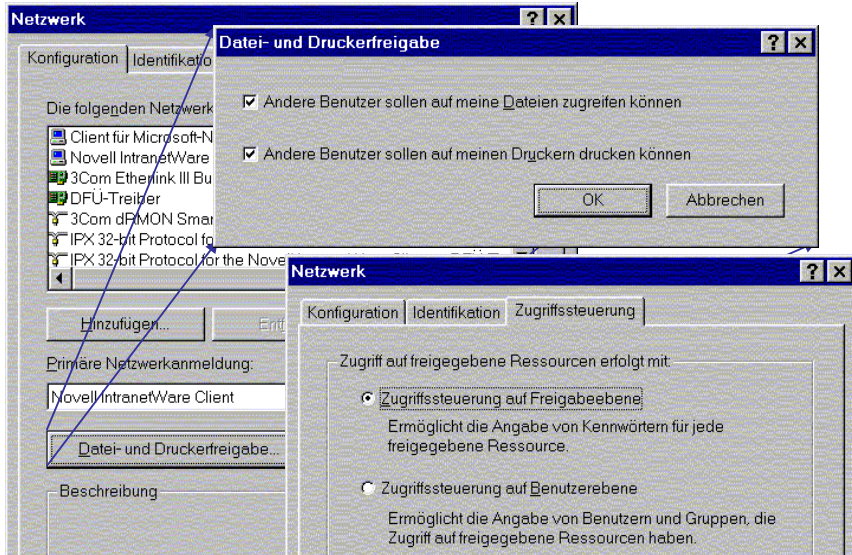 Netzwerk
Konfiguration
Identifikatio
Die folgenden Netzwerk
Client für Microsoft-N
Novell IntranetWare
3Com Etherlink III Bu
DFÜ-Treiber
3Com dRMON Smar
IPX 32-bit Protocol fo
IPX 32-bit Protocol for the Nove
Hinzufügen...
Entf
Primäre Netzwerkanmeldung:
Novell IntranetWare Client
Datei- und Druckerfreigabe...
Beschreibung
Datei- und Druckerfreigabe
Andere Benutzer sollen auf meine Dateien zugreifen können
Andere Benutzer sollen auf meinen Druckern drucken können
OK
Abbrechen
Netzwerk
Konfiguration
Identifikation
Zugriffssteuerung
Zugriff auf freigegebene Ressourcen erfolgt mit:
Zugriffssteuerung auf Freigabeebene
Ermöglicht die Angabe von Kennwörtern für jede
freigegebene Ressource.
Zugriffssteuerung auf Benutzerebene
Ermöglicht die Angabe von Benutzern und Gruppen, die
Zugriff auf freigegebene Ressourcen haben.